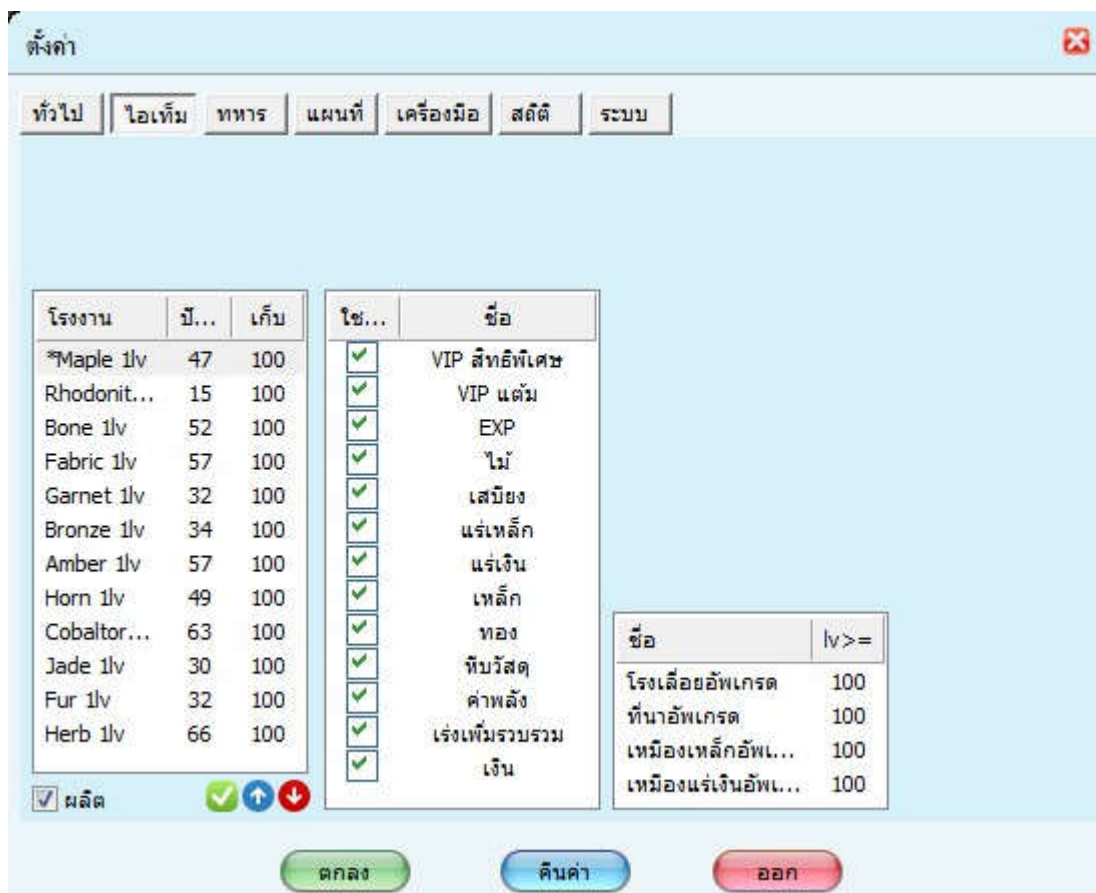 ตั้งค่า
ทั่วไป ไอเท็ม ทหาร แผนที่ เครื่องมือ สถิติ ระบบ
โรงงาน ปี... เก็บ
*Maple 1lv 47 100
Rhodonit... 15 100
Bone 1lv 52 100
Fabric 1lv 57 100
Garnet 1lv 32 100
Bronze 1lv 34 100
Amber 1lv 57 100
Horn 1lv 49 100
Cobaltor... 63 100
Jade 1lv 30 100
Fur 1lv 32 100
Herb 1lv 66 100
ผลิต
ใช... ชื่อ
VIP สิทธิพิเศษ
VIP แต้ม
EXP
ไม้
เสบียง
แร่เหล็ก
แร่เงิน
เหล็ก
ทอง
หีบวัสดุ
ค่าพลัง
เร่งเพิ่มรวบรวม
เงิน
ชื่อ lv>=
โรงเลื่อยอัพเกรด 100
ที่นาอัพเกรด 100
เหมืองเหล็กอัพเ... 100
เหมืองแร่เงินอัพเ... 100
ตกลง คืนค่า ออก